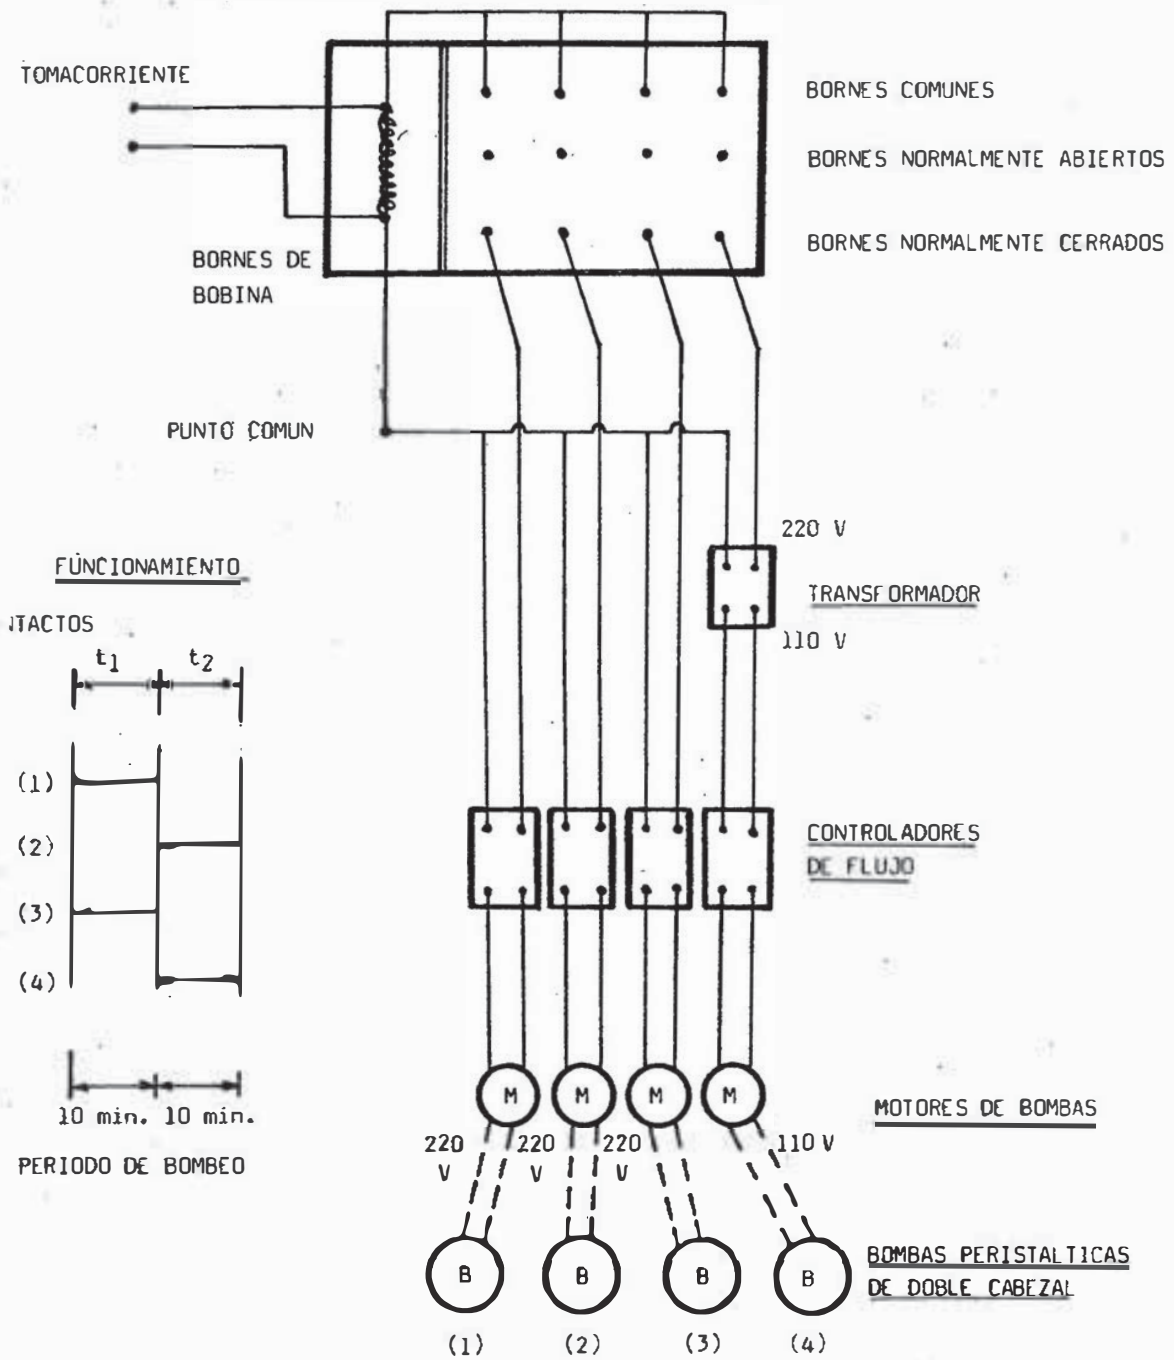 TOMACORRIENTE
BORNES COMUNES
BORNES NORMALMENTE ABIERTOS
BORNES NORMALMENTE CERRADOS
BORNES DE
BOBINA
PUNTO COMUN
220 V
TRANSFORMADOR
110 V
FUNCIONAMIENTO
NTACTOS
t1 t2
(1)
(2)
(3)
(4)
10 min. 10 min.
PERIODO DE BOMBEO
CONTROLADORES
DE FLUJO
M M M M
MOTORES DE BOMBAS
220 V
220 V
220 V
110 V
B B B B
BOMBAS PERISTALTICAS
DE DOBLE CABEZAL
(1) (2) (3) (4)